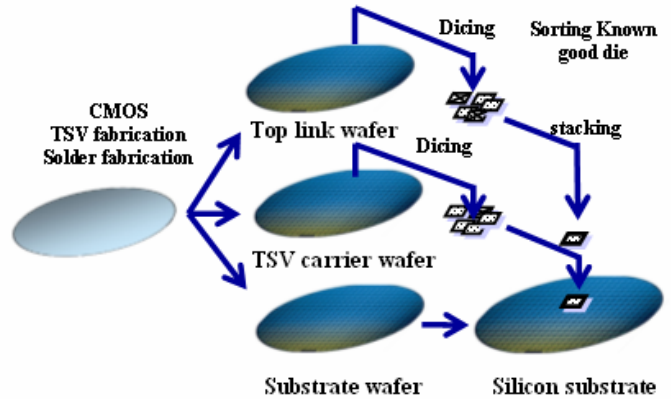 Dicing
Sorting Known
good die
CMOS
TSV fabrication
Solder fabrication
Top link wafer
stacking
Dicing
TSV carrier wafer
Substrate wafer
Silicon substrate